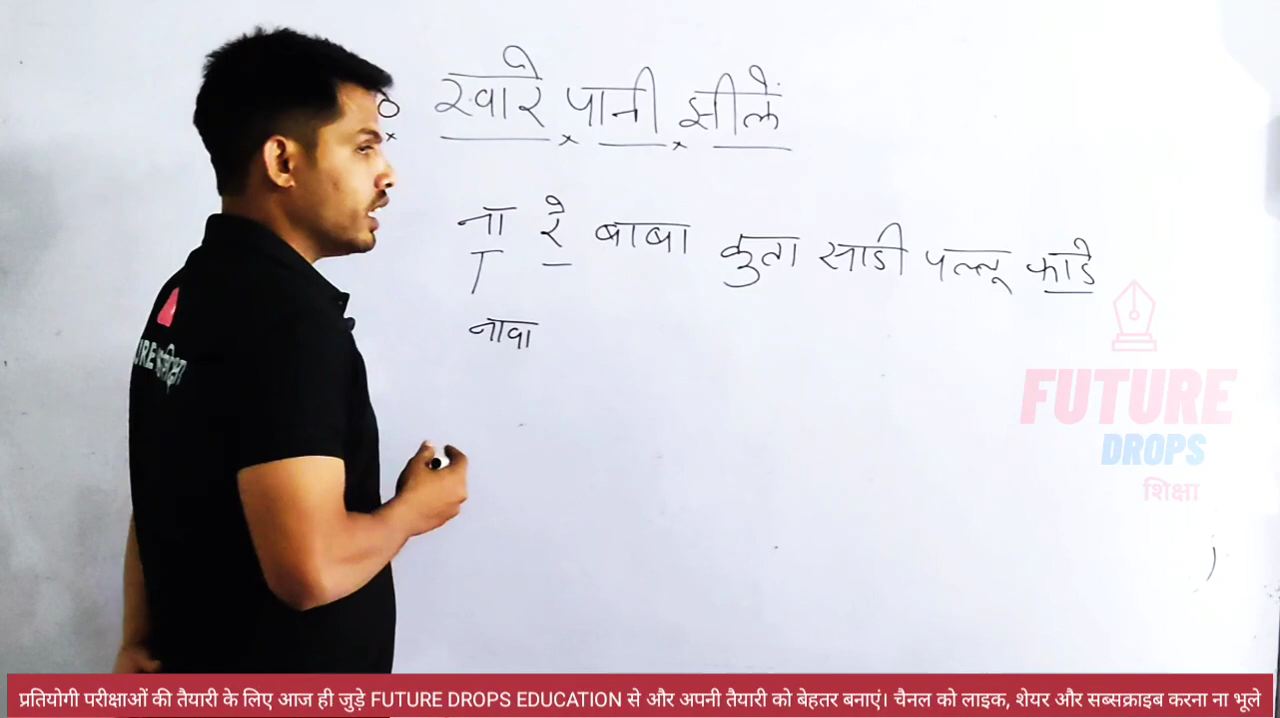 खारे पानी झीलें
ना रे बाबा कुता साडी पल्लू फाडे
नावा
FUTURE
DROPS
शिक्षा
प्रतियोगी परीक्षाओं की तैयारी के लिए आज ही जुड़े FUTURE DROPS EDUCATION से और अपनी तैयारी को बेहतर बनाएं। चैनल को लाइक, शेयर और सब्सक्राइब करना ना भूले